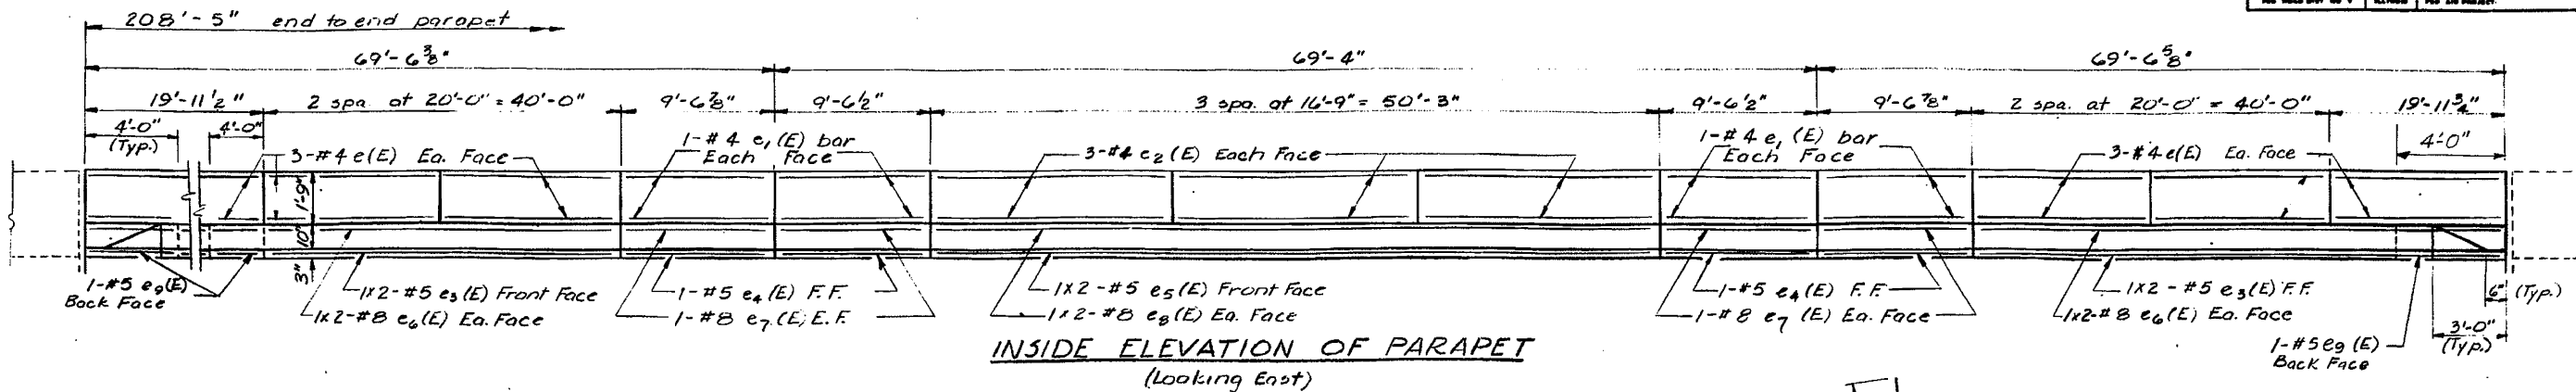 208'-5" end to end parapet
69'-6 3/8" 69'-4" 69'-6 5/8"
19'-11 1/2" 2 spa. at 20'-0" = 40'-0" 9'-6 7/8" 9'-6 1/2" 3 spa. at 16'-9" = 50'-3" 9'-6 1/2" 9'-6 7/8" 2 spa. at 20'-0" = 40'-0" 19'-11 3/4"
4'-0" 4'-0" 4'-0"
(Typ.)
1-#4 e1 (E) bar
Each Face
1-#4 e1 (E) bar
Each Face
3-#4 e(E) Ea. Face 3-#4 e2 (E) Each Face 3-#4 e(E) Ea. Face
1'-9"
10"
3"
1-#5 e9(E)
Back Face
1x2-#5 e3(E) Front Face
1x2-#8 e6(E) Ea. Face
1-#5 e4(E) F.F.
1-#8 e7(E) E.F.
1x2-#5 e5(E) Front Face
1x2-#8 e8(E) Ea. Face
1-#5 e4(E) F.F.
1-#8 e7 (E) Ea. Face
1x2-#5 e3(E) F.F.
1x2-#8 e6(E) Ea. Face
6" (Typ.)
3'-0"
(Typ.)
1-#5 e9 (E)
Back Face
INSIDE ELEVATION OF PARAPET
(Looking East)